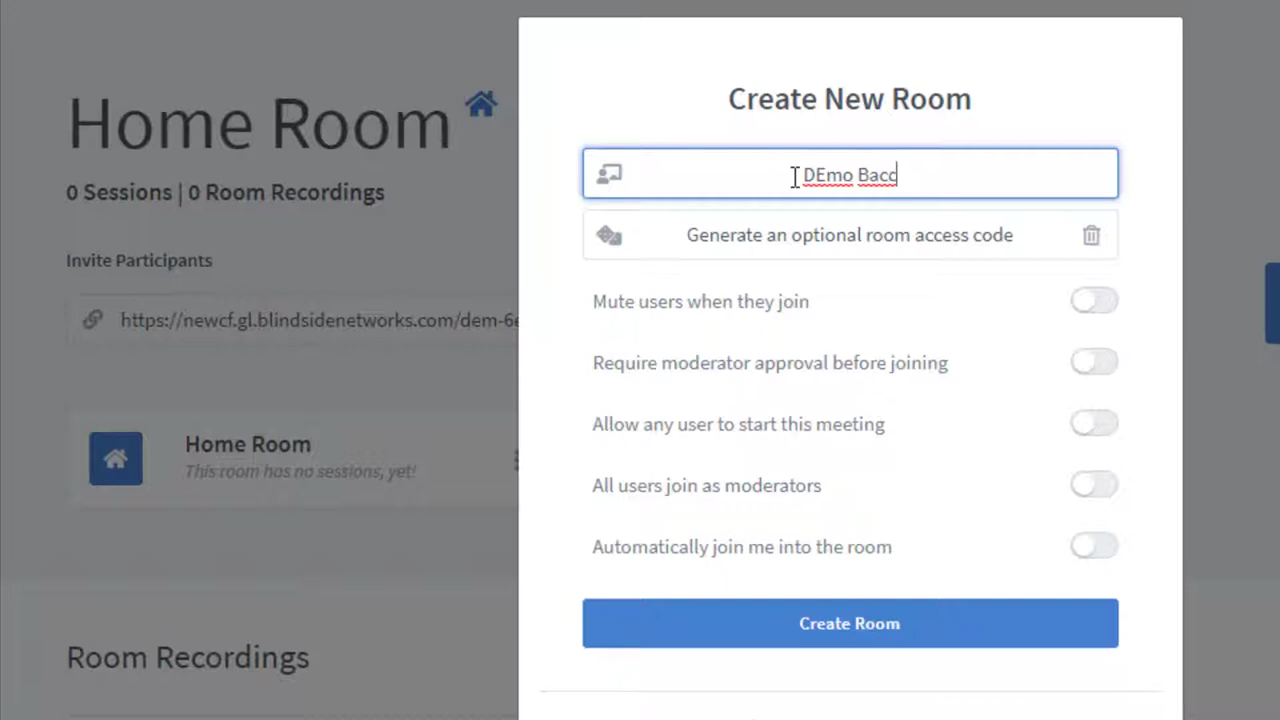 Home Room
0 Sessions | 0 Room Recordings
Invite Participants
https://newcf.gl.blindsidenetworks.com/dem-6e
Home Room
This room has no sessions, yet!
Room Recordings
Create New Room
DEmo Bacc
Generate an optional room access code
Mute users when they join
Require moderator approval before joining
Allow any user to start this meeting
All users join as moderators
Automatically join me into the room
Create Room